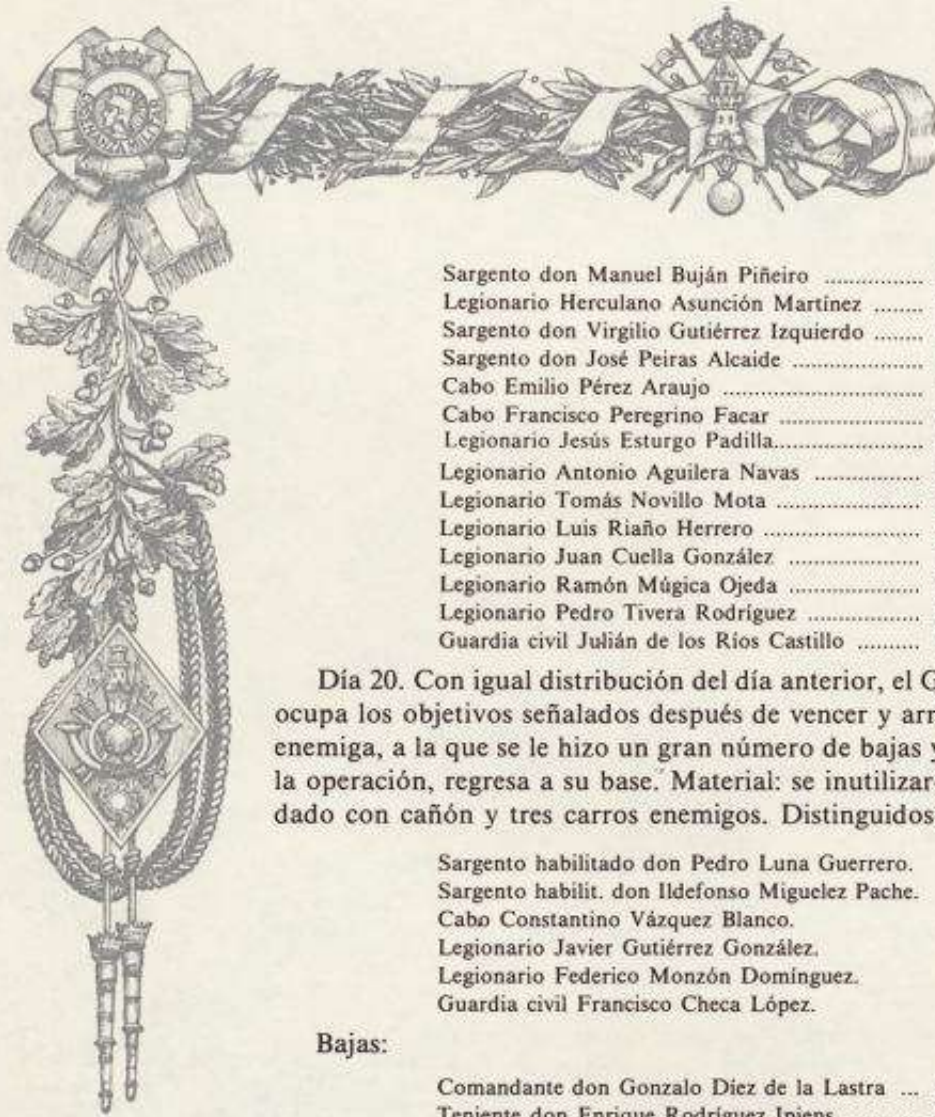 Sargento don Manuel Buján Piñeiro ................
Legionario Herculano Asunción Martínez ........
Sargento don Virgilio Gutiérrez Izquierdo ........
Sargento don José Peiras Alcaide .....................
Cabo Emilio Pérez Araujo ................................
Cabo Francisco Peregrino Facar .......................
Legionario Jesús Esturgo Padilla........................
Legionario Antonio Aguilera Navas .................
Legionario Tomás Novillo Mota .......................
Legionario Luis Riaño Herrero .........................
Legionario Juan Cuella González .....................
Legionario Ramón Múgica Ojeda .....................
Legionario Pedro Tivera Rodríguez ..................
Guardia civil Julián de los Ríos Castillo ..........
Día 20. Con igual distribución del día anterior, el G
ocupa los objetivos señalados después de vencer y arr
enemiga, a la que se le hizo un gran número de bajas y
la operación, regresa a su base. Material: se inutilizar
dado con cañón y tres carros enemigos. Distinguidos
Sargento habilitado don Pedro Luna Guerrero.
Sargento habilit. don Ildefonso Miguelez Pache.
Cabo Constantino Vázquez Blanco.
Legionario Javier Gutiérrez González.
Legionario Federico Monzón Domínguez.
Guardia civil Francisco Checa López.
Bajas:
Comandante don Gonzalo Díez de la Lastra ...
Teniente don Enrique Rodríguez